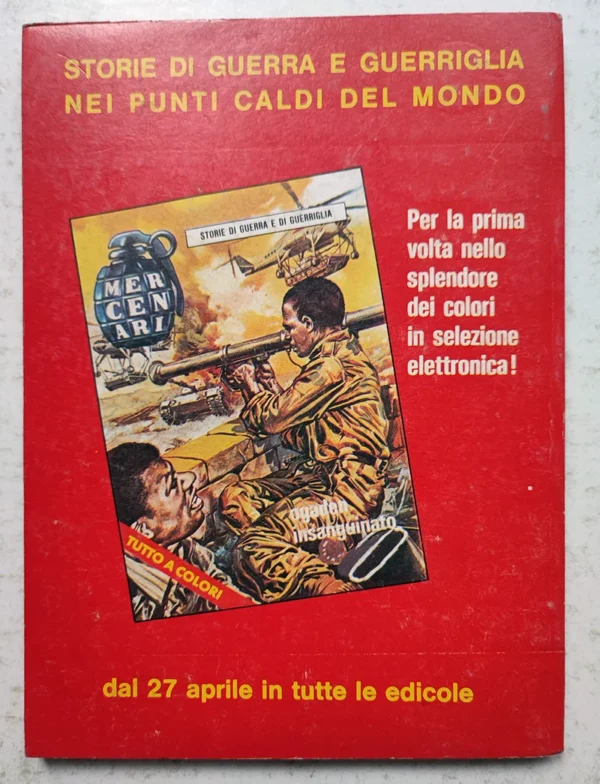 STORIE DI GUERRA E GUERRIGLIA
NEI PUNTI CALDI DEL MONDO
STORIE DI GUERRA E DI GUERRIGLIA
MER
CEN
ARI
Per la prima
volta nello
splendore
dei colori
in selezione
elettronica!
ogaden
insanguinato
TUTTO A COLORI
dal 27 aprile in tutte le edicole